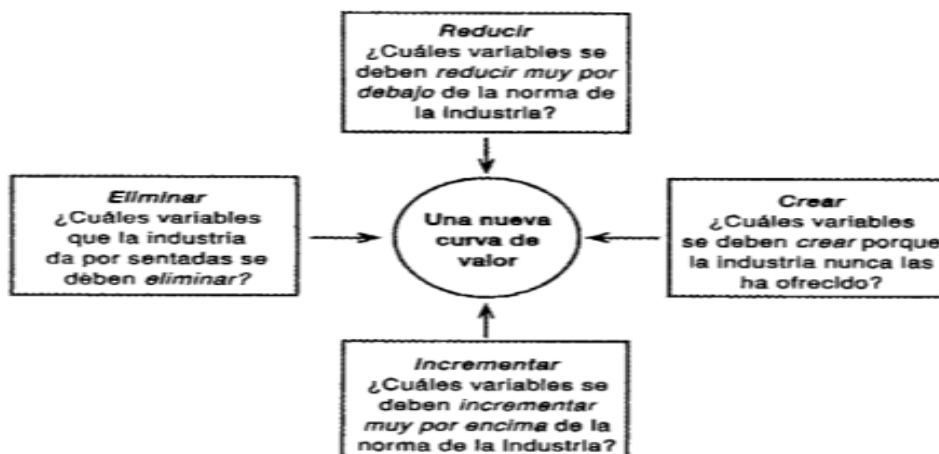 Reducir
¿Cuáles variables se
deben reducir muy por
debajo de la norma de
la industria?
Eliminar
¿Cuáles variables
que la industria
da por sentadas se
deben eliminar?
Una nueva
curva de
valor
Crear
¿Cuáles variables
se deben crear porque
la industria nunca las
ha ofrecido?
Incrementar
¿Cuáles variables se
deben incrementar
muy por encima de la
norma de la industria?